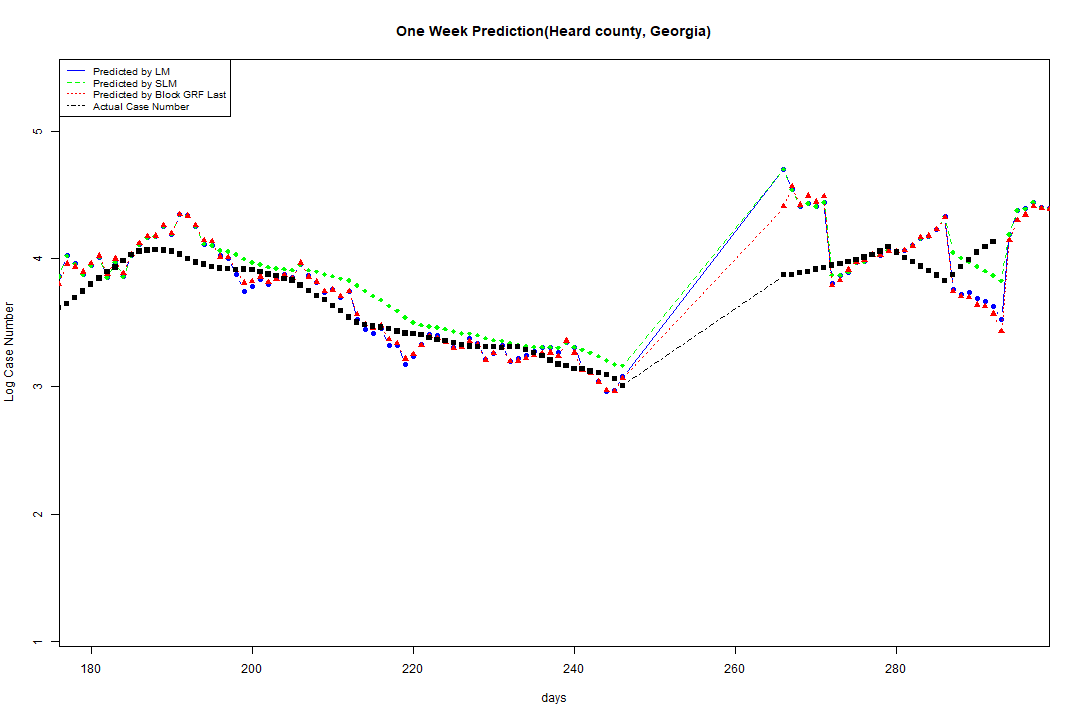 One Week Prediction(Heard county, Georgia)
Predicted by LM
Predicted by SLM
Predicted by Block GRF Last
Actual Case Number
Log Case Number
5
4
3
2
1
180 200 220 240 260 280
days